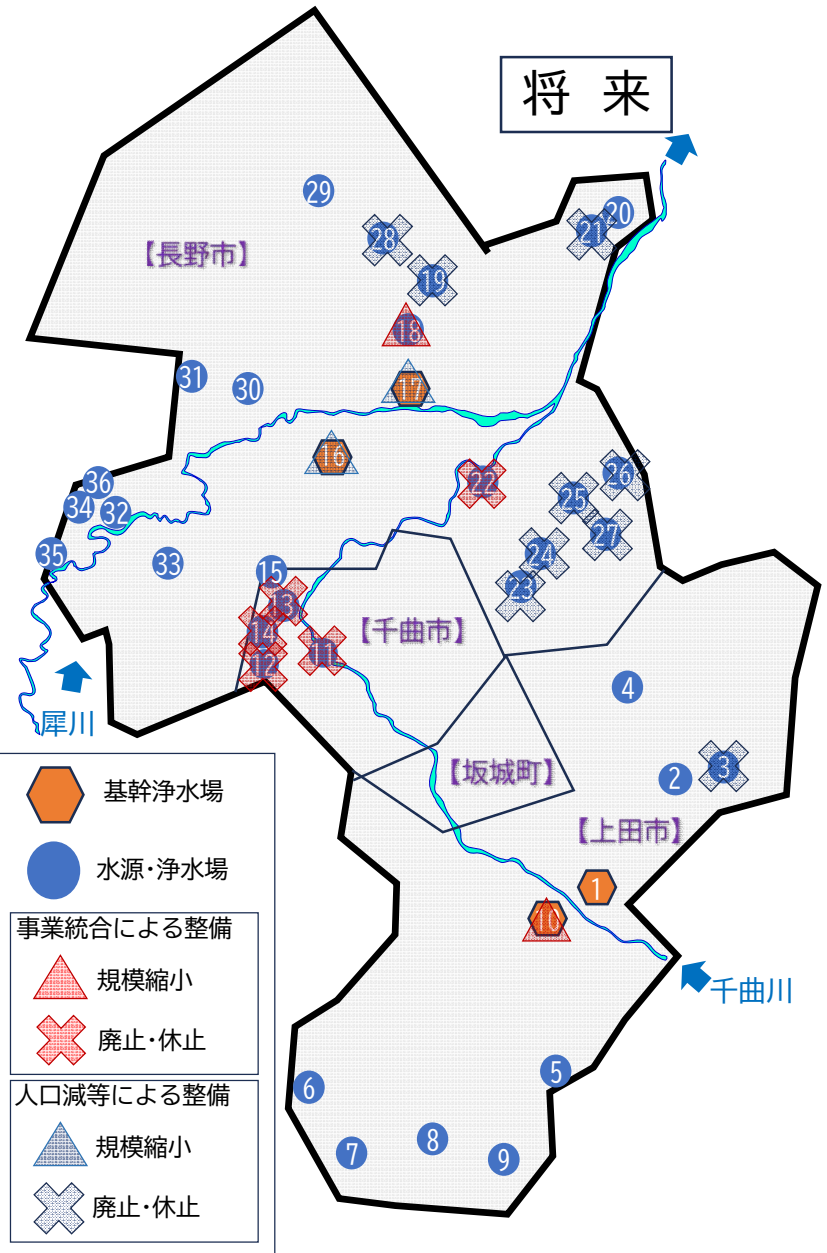 将 来
29
20
28
21
【長野市】
19
18
31
30
17
16
36
34
32
22
26
25
35
33
27
24
15
23
13
14
【千曲市】
11
12
4
犀川
【坂城町】
2
3
【上田市】
1
10
千曲川
5
6
8
7
9
基幹浄水場
水源・浄水場
事業統合による整備
規模縮小
廃止・休止
人口減等による整備
規模縮小
廃止・休止